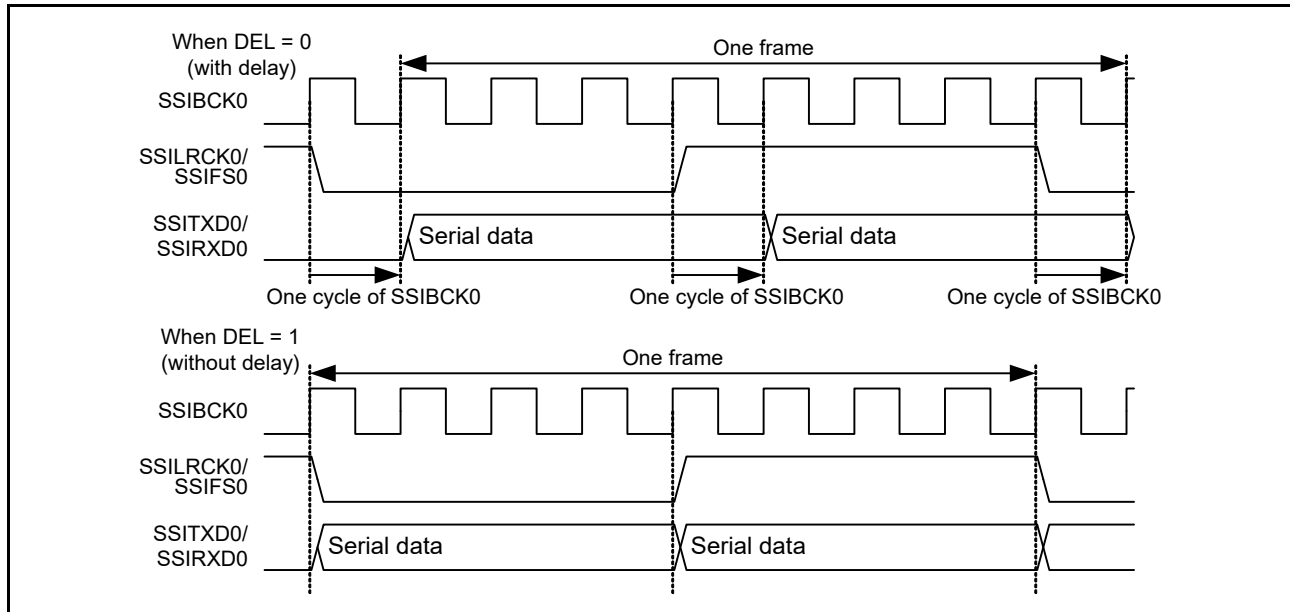 When DEL = 0
(with delay)
One frame
SSIBCK0
SSILRCK0/
SSIFS0
SSITXD0/
SSIRXD0
Serial data
Serial data
One cycle of SSIBCK0
One cycle of SSIBCK0
One cycle of SSIBCK0
When DEL = 1
(without delay)
One frame
SSIBCK0
SSILRCK0/
SSIFS0
SSITXD0/
SSIRXD0
Serial data
Serial data